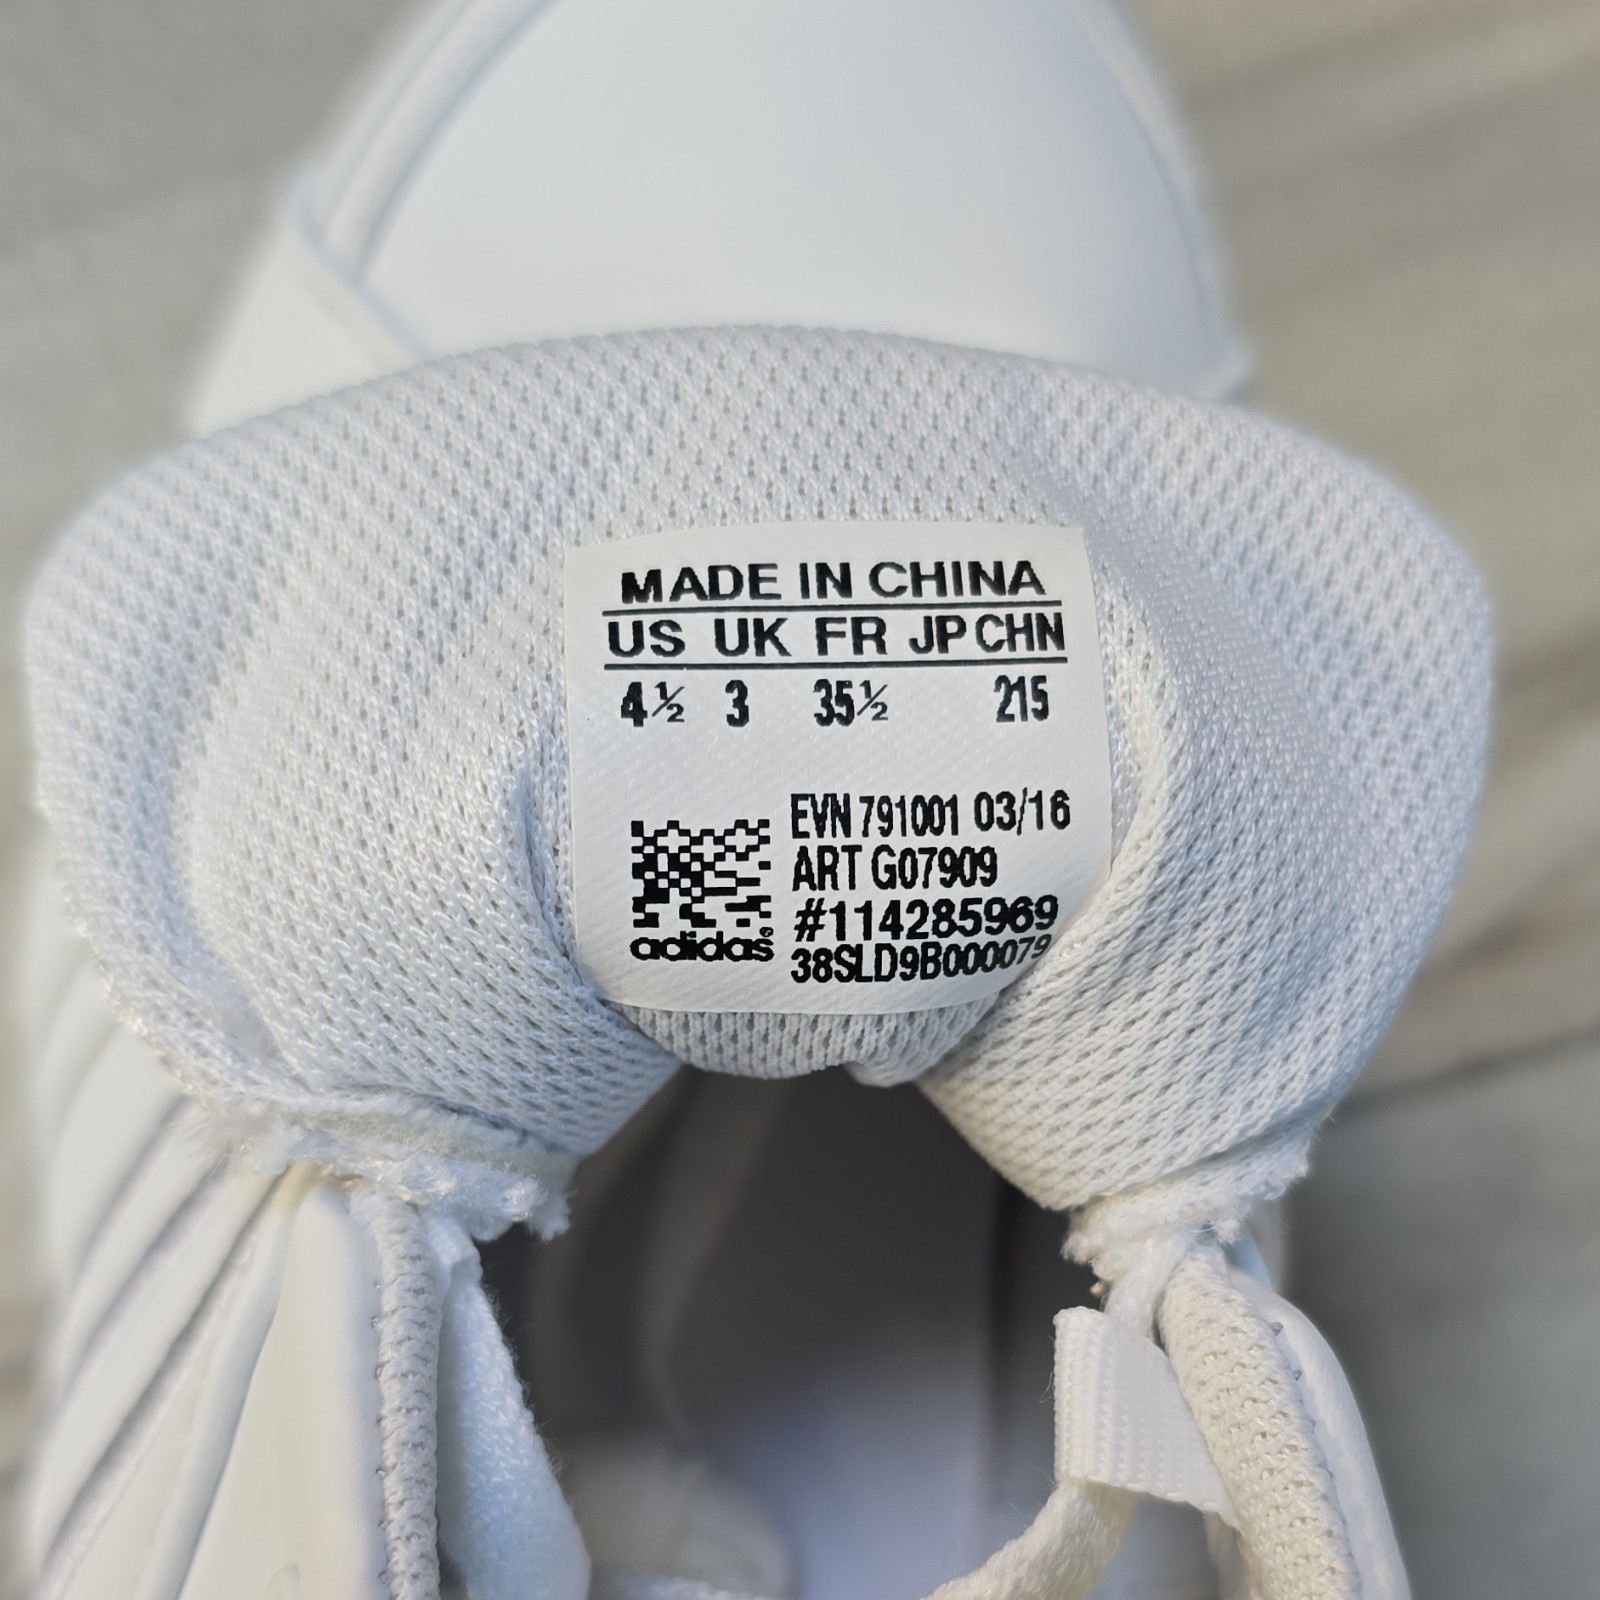 MADE IN CHINA
US UK FR JP CHN
4½ 3 35½ 215
EVN 791001 03/16
ART G07909
#114285969
adidas®
38SLD9B000079